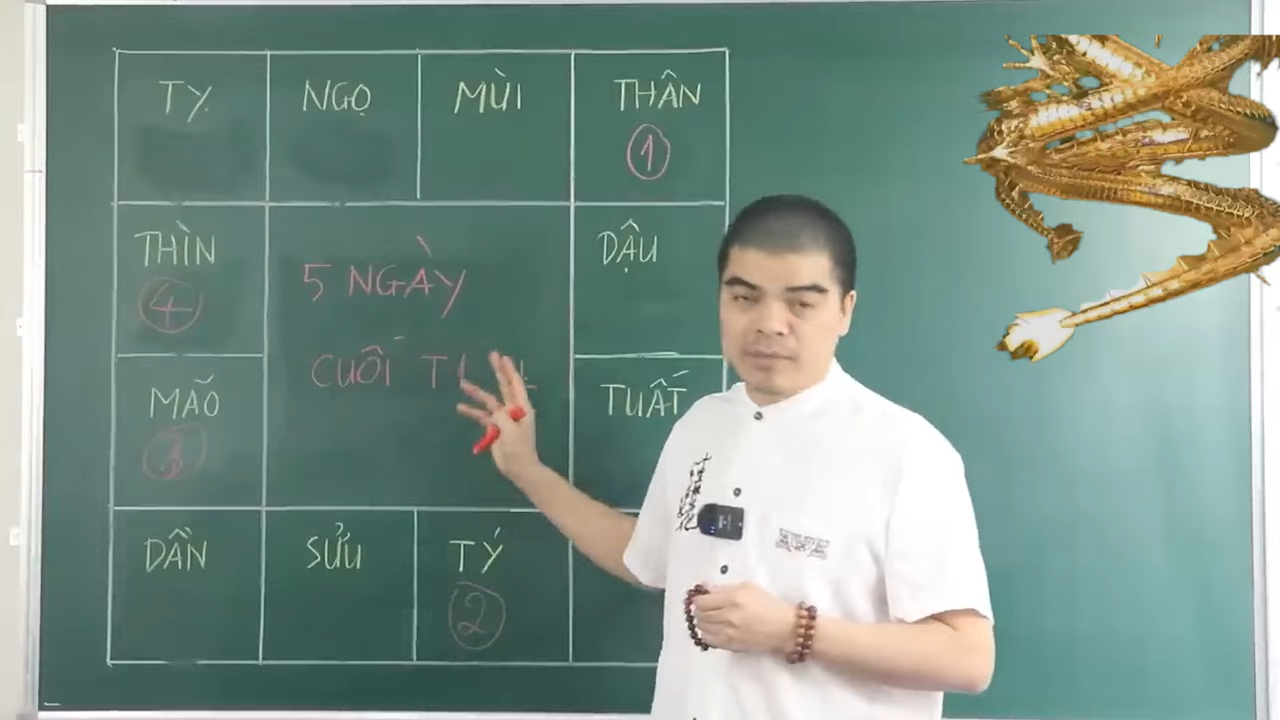 TỴ NGỌ MÙI THÂN
1
THÌN 5 NGÀY DẬU
4
MÃO CUỐI TUẤT
3
DẦN SỬU TÝ
2